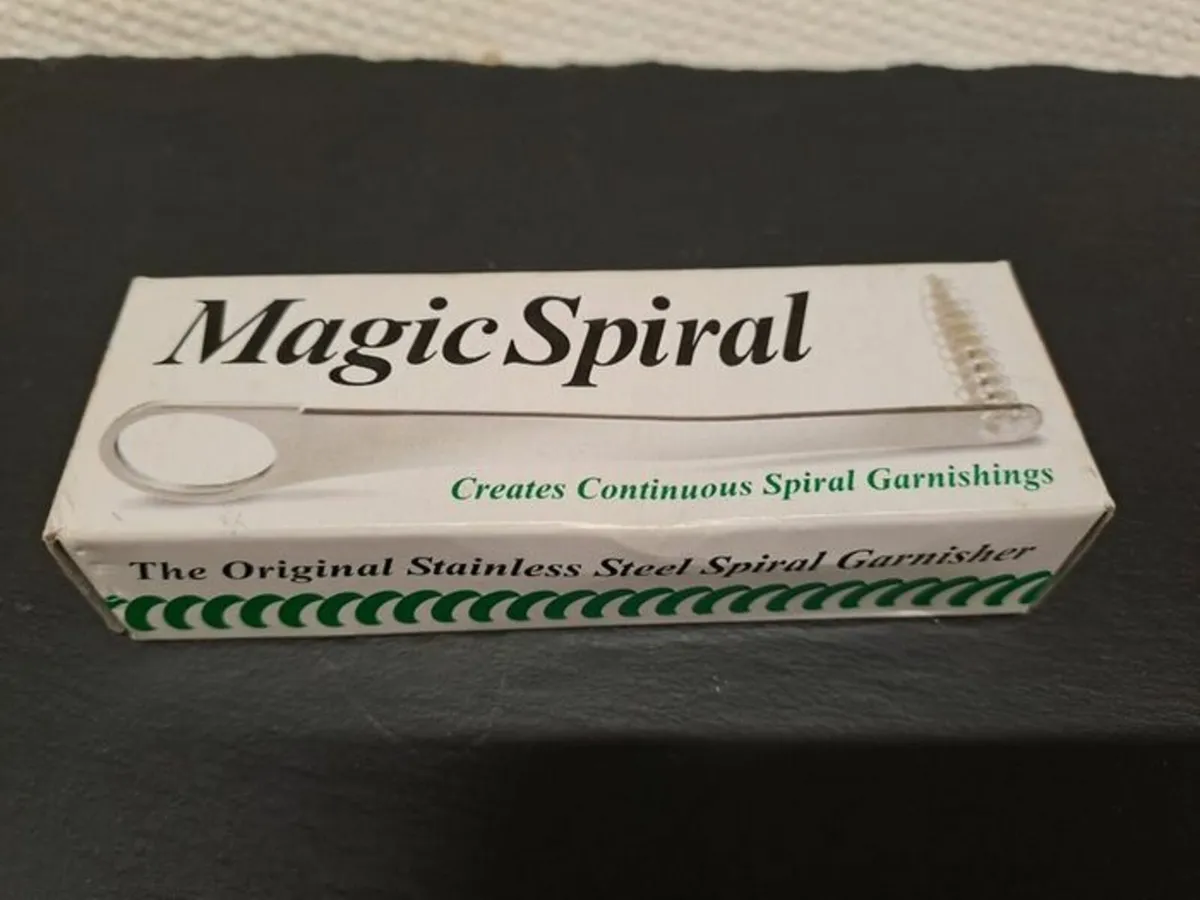 Magic Spiral
Creates Continuous Spiral Garnishings
The Original Stainless Steel Spiral Garnisher